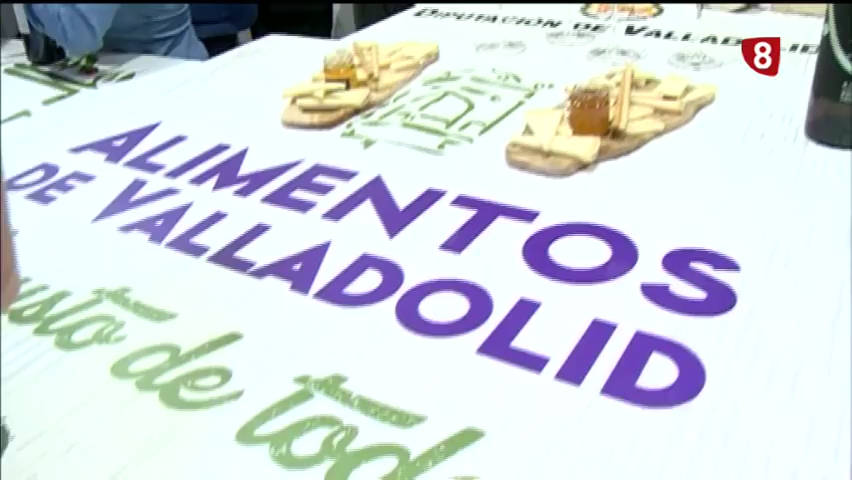 DIPUTACIÓN DE VALLADOLID
8
ALIMENTOS
DE VALLADOLID
de